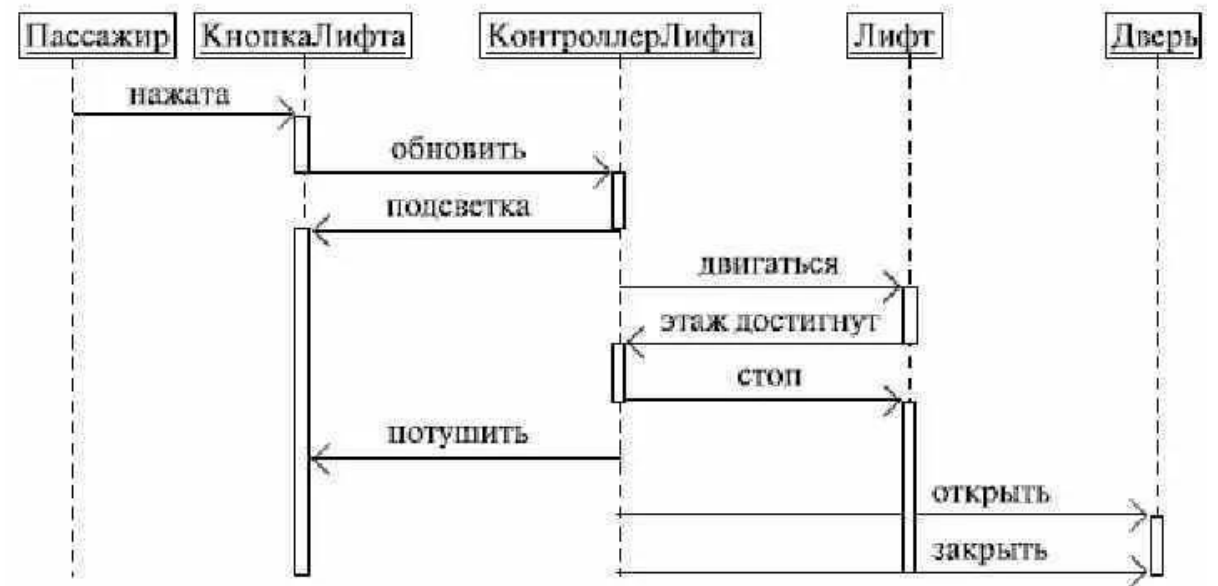 Пассажир КнопкаЛифта КонтроллерЛифта Лифт Дверь
нажата
обновить
подсветка
двигаться
этаж достигнут
стоп
потушить
открыть
закрыть